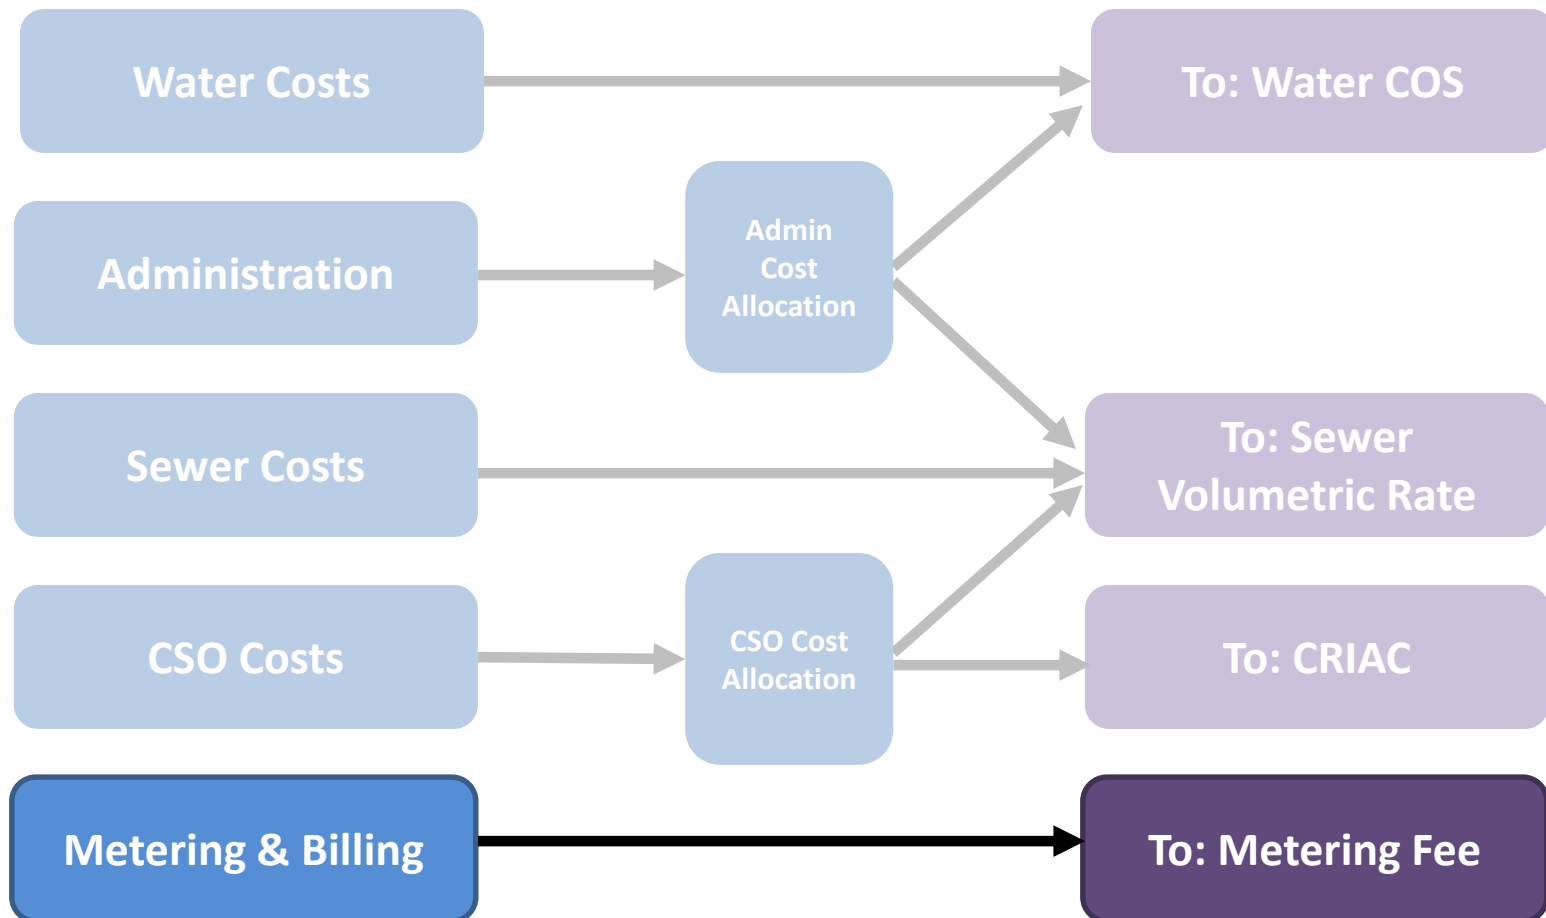 Water Costs
To: Water COS
Admin
Cost
Allocation
Administration
Sewer Costs
To: Sewer
Volumetric Rate
CSO Costs
CSO Cost
Allocation
To: CRIAC
Metering & Billing
To: Metering Fee